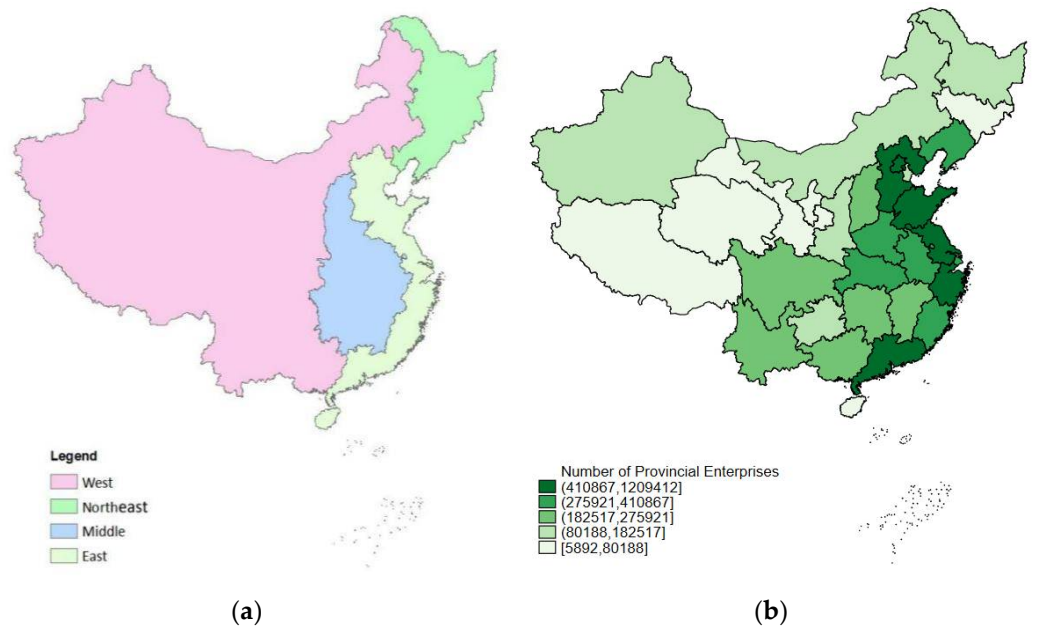 Legend
West
Northeast
Middle
East
Number of Provincial Enterprises
(410867,1209412]
(275921,410867]
(182517,275921]
(80188,182517]
[5892,80188]
(a)
(b)